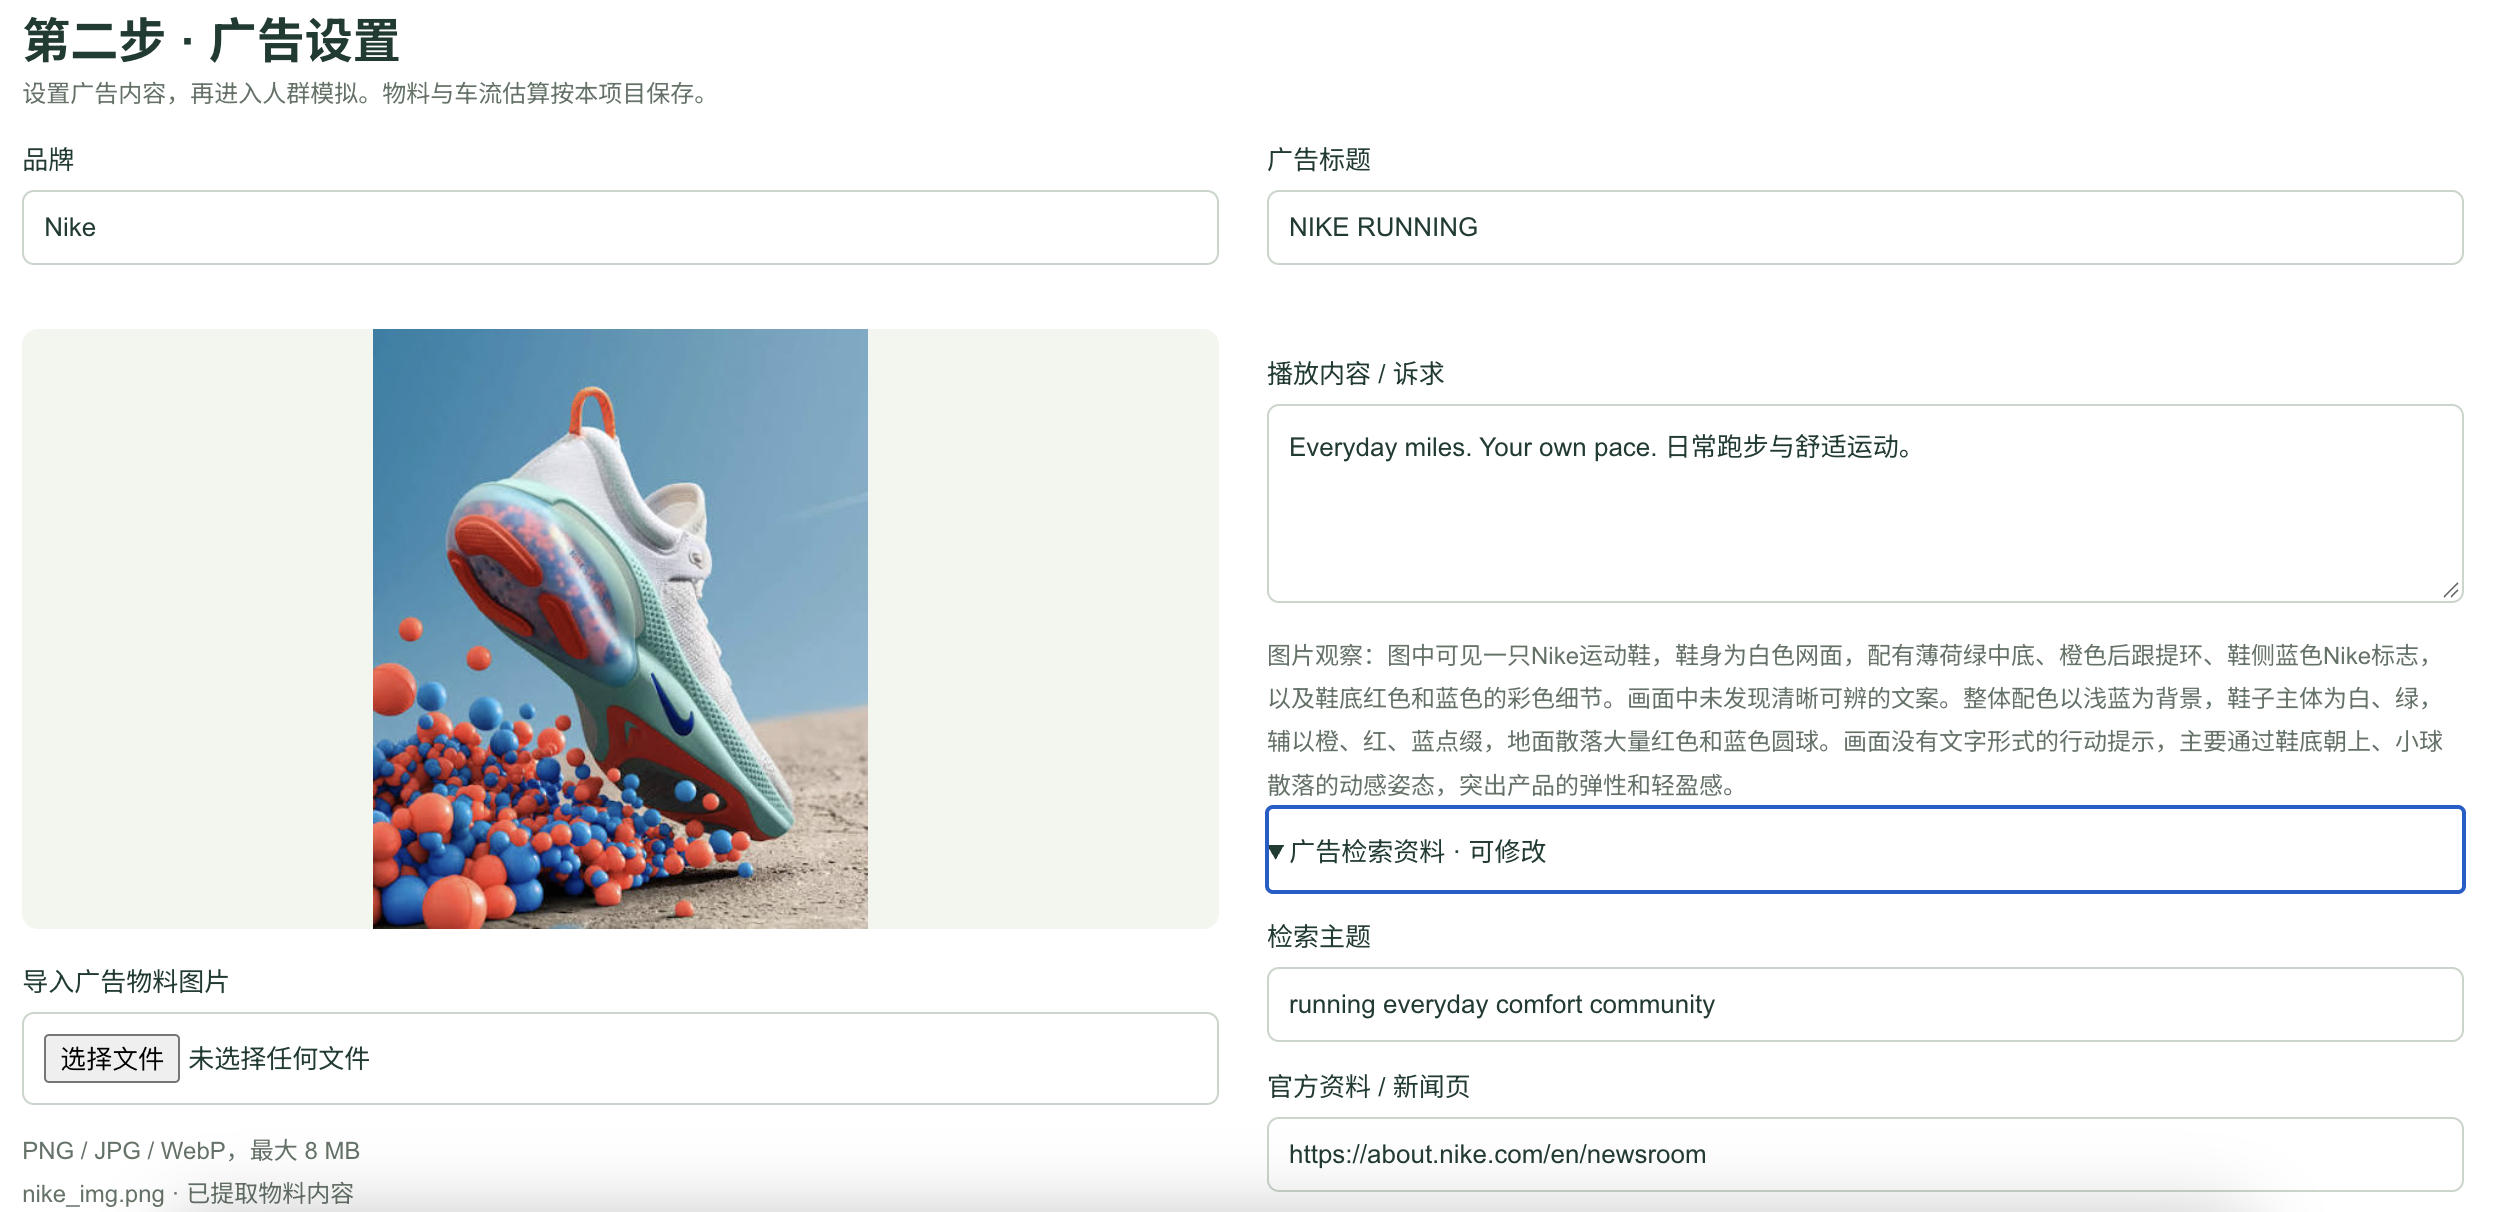 第二步 · 广告设置
设置广告内容，再进入人群模拟。物料与车流估算按本项目保存。
品牌
Nike
广告标题
NIKE RUNNING
播放内容 / 诉求
Everyday miles. Your own pace. 日常跑步与舒适运动。
图片观察：图中可见一只Nike运动鞋，鞋身为白色网面，配有薄荷绿中底、橙色后跟提环、鞋侧蓝色Nike标志，
以及鞋底红色和蓝色的彩色细节。画面中未发现清晰可辨的文案。整体配色以浅蓝为背景，鞋子主体为白、绿，
辅以橙、红、蓝点缀，地面散落大量红色和蓝色圆球。画面没有文字形式的行动提示，主要通过鞋底朝上、小球
散落的动感姿态，突出产品的弹性和轻盈感。
▼广告检索资料 · 可修改
检索主题
running everyday comfort community
官方资料 / 新闻页
https://about.nike.com/en/newsroom
导入广告物料图片
选择文件 未选择任何文件
PNG / JPG / WebP，最大 8 MB
nike_img.png · 已提取物料内容